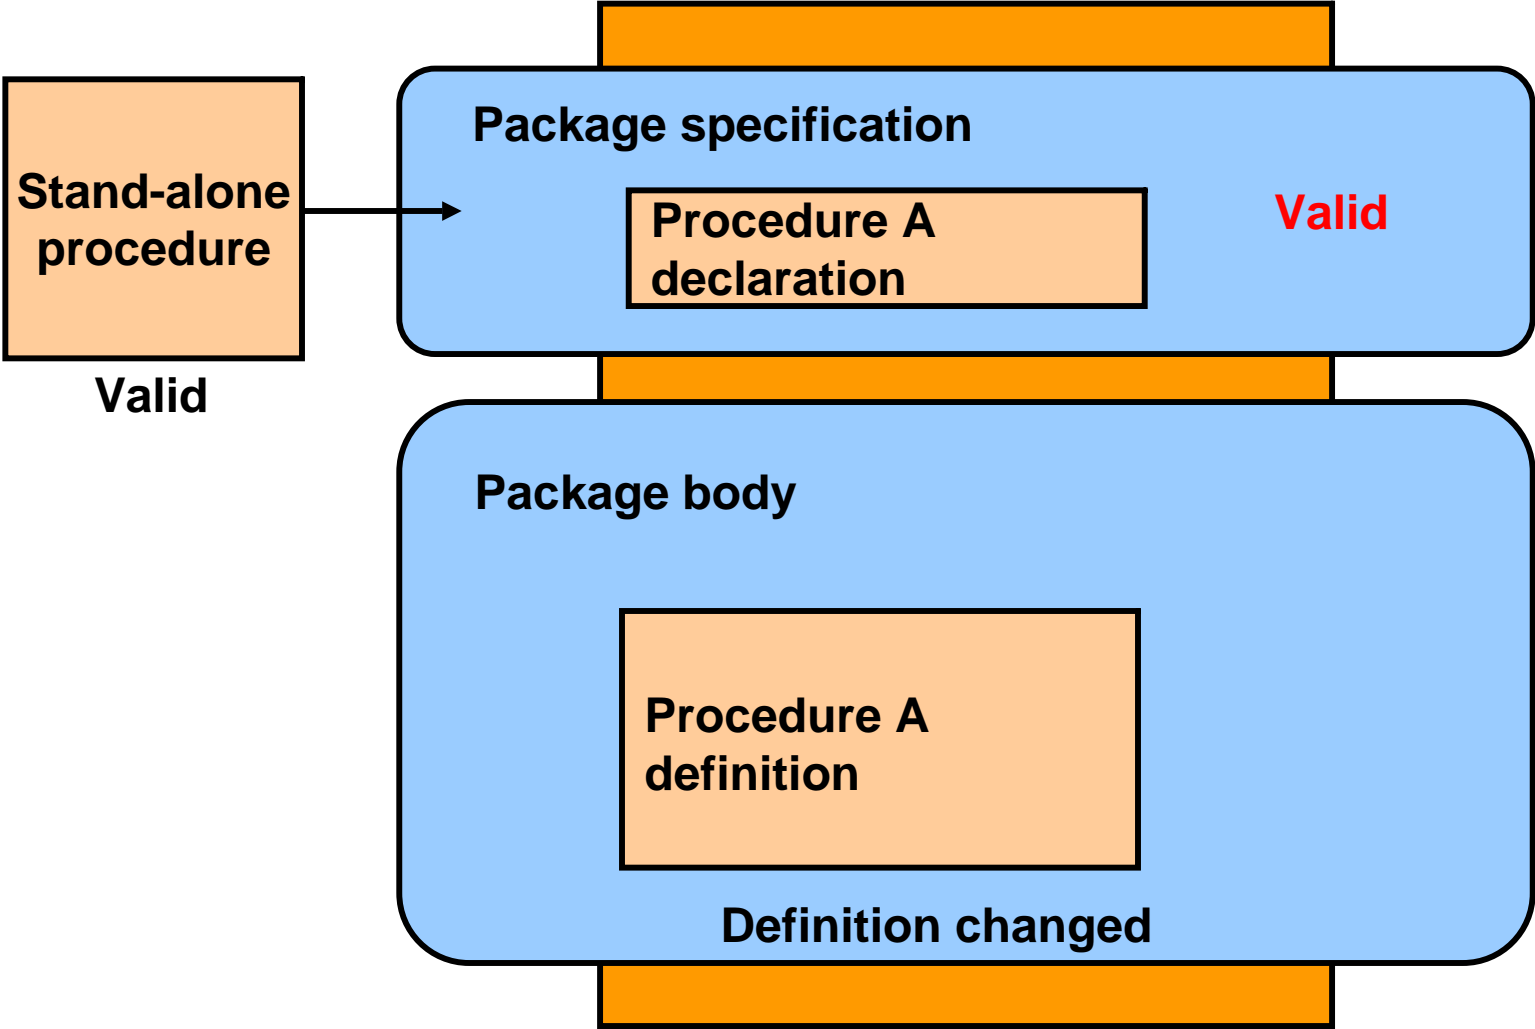 Package specification
Stand-alone
procedure
Procedure A
declaration
Valid
Valid
Package body
Procedure A
definition
Definition changed